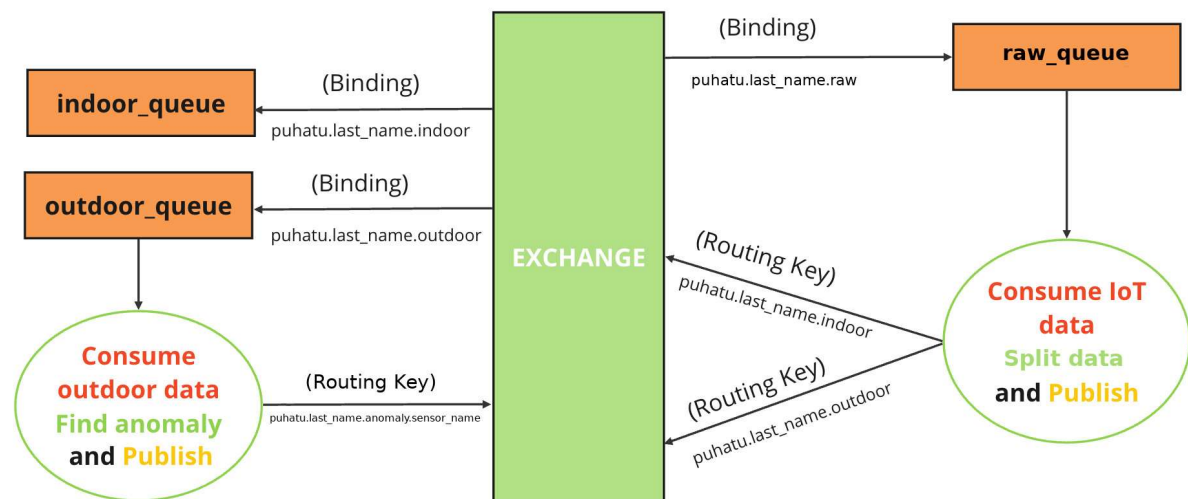 (Binding)
puhatu.last_name.raw
raw_queue
indoor_queue
(Binding)
puhatu.last_name.indoor
outdoor_queue
(Binding)
puhatu.last_name.outdoor
EXCHANGE
(Routing Key)
puhatu.last_name.indoor
(Routing Key)
puhatu.last_name.outdoor
Consume IoT
data
Split data
and Publish
Consume
outdoor data
Find anomaly
and Publish
(Routing Key)
puhatu.last_name.anomaly.sensor_name